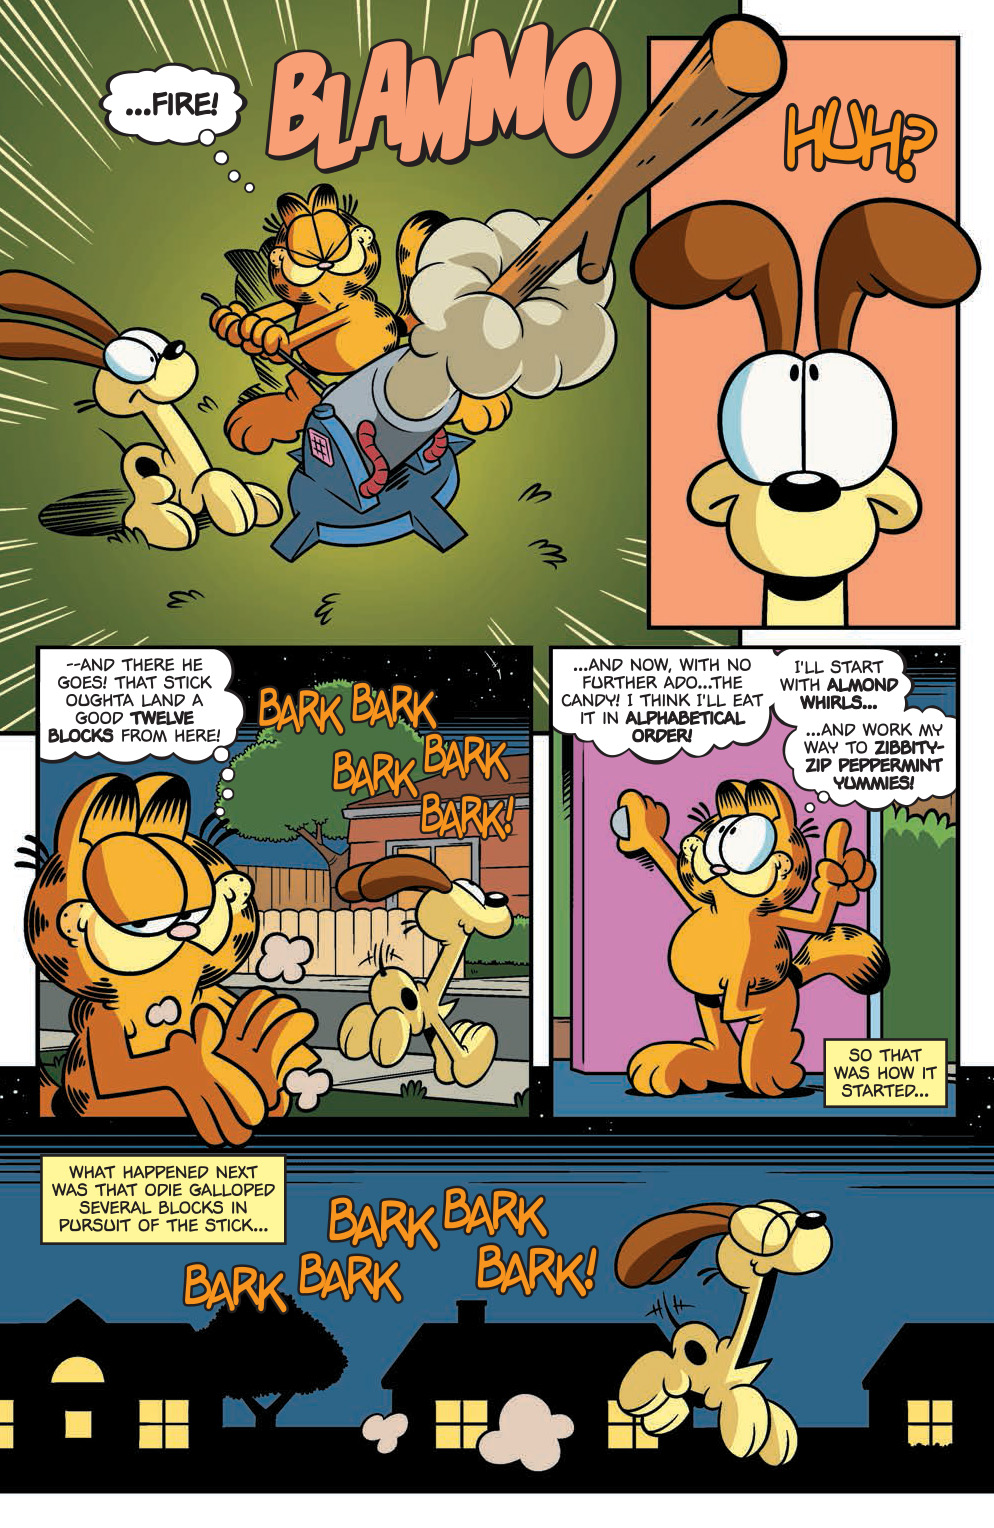 ...FIRE!
BLAMMO
HUH?
--AND THERE HE
GOES! THAT STICK
OUGHTA LAND A
GOOD TWELVE
BLOCKS FROM HERE!
BARK BARK
BARK BARK
BARK!
...AND NOW, WITH NO
FURTHER ADO...THE
CANDY! I THINK I'LL EAT
IT IN ALPHABETICAL
ORDER!
I'LL START
WITH ALMOND
WHIRLS...
...AND WORK MY
WAY TO ZIBBITY-
ZIP PEPPERMINT
YUMMIES!
SO THAT
WAS HOW IT
STARTED...
WHAT HAPPENED NEXT
WAS THAT ODIE GALLOPED
SEVERAL BLOCKS IN
PURSUIT OF THE STICK...
BARK BARK
BARK BARK BARK!